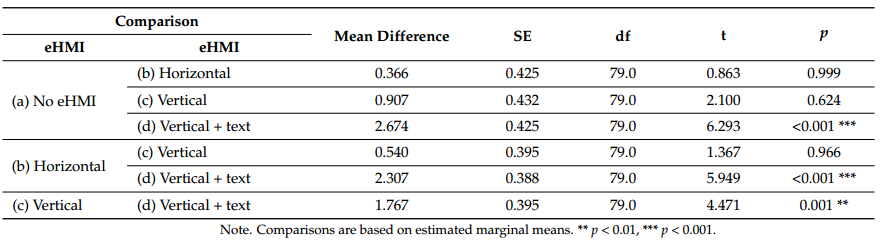 Comparison
eHMI eHMI Mean Difference SE df t p
(a) No eHMI (b) Horizontal 0.366 0.425 79.0 0.863 0.999
(c) Vertical 0.907 0.432 79.0 2.100 0.624
(d) Vertical + text 2.674 0.425 79.0 6.293 <0.001 ***
(b) Horizontal (c) Vertical 0.540 0.395 79.0 1.367 0.966
(d) Vertical + text 2.307 0.388 79.0 5.949 <0.001 ***
(c) Vertical (d) Vertical + text 1.767 0.395 79.0 4.471 0.001 **
Note. Comparisons are based on estimated marginal means. ** p < 0.01, *** p < 0.001.